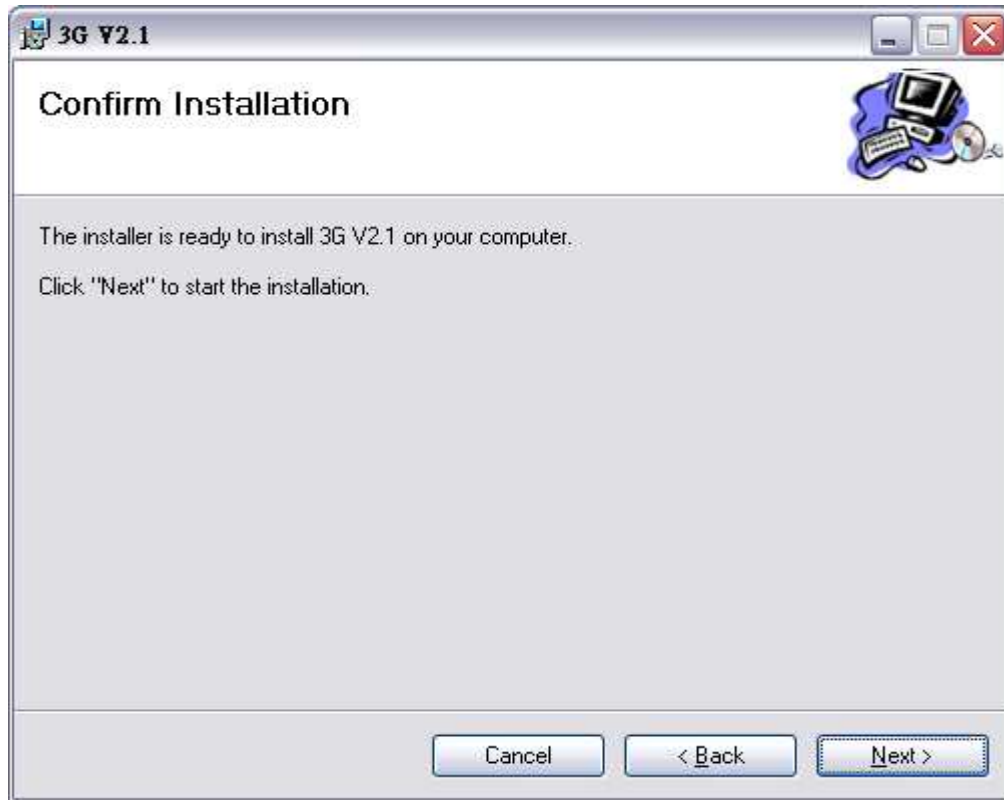 3G V2.1
Confirm Installation
The installer is ready to install 3G V2.1 on your computer.
Click "Next" to start the installation.
Cancel
< Back
Next >